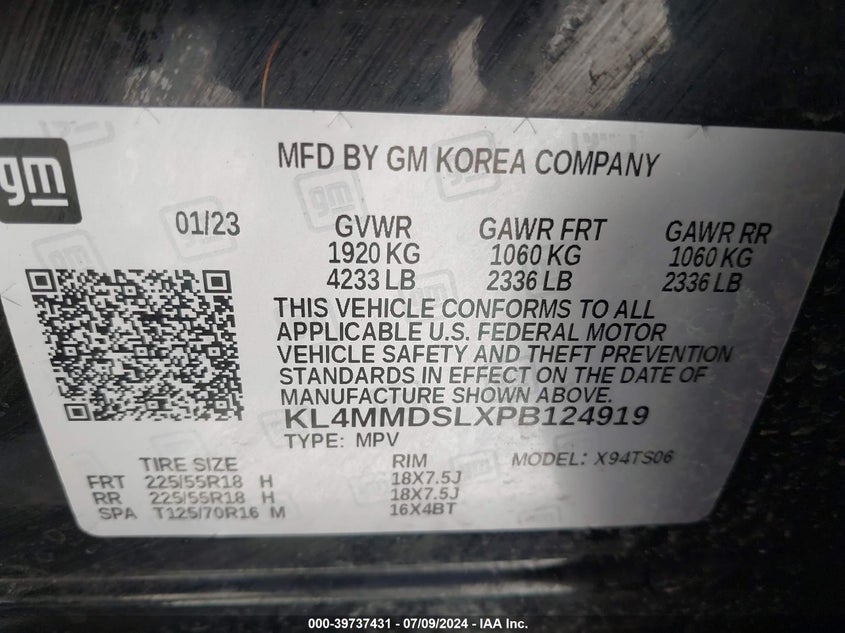 gm
MFD BY GM KOREA COMPANY
01/23
GVWR
1920 KG
4233 LB
GAWR FRT
1060 KG
2336 LB
GAWR RR
1060 KG
2336 LB
THIS VEHICLE CONFORMS TO ALL
APPLICABLE U.S. FEDERAL MOTOR
VEHICLE SAFETY AND THEFT PREVENTION
STANDARDS IN EFFECT ON THE DATE OF
MANUFACTURE SHOWN ABOVE.
KL4MMDSLXPB124919
TYPE: MPV
MODEL: X94TS06
TIRE SIZE RIM
FRT 225/55R18 H 18X7.5J
RR 225/55R18 H 18X7.5J
SPA T125/70R16 M 16X4BT
000-39737431 - 07/09/2024 - IAA Inc.